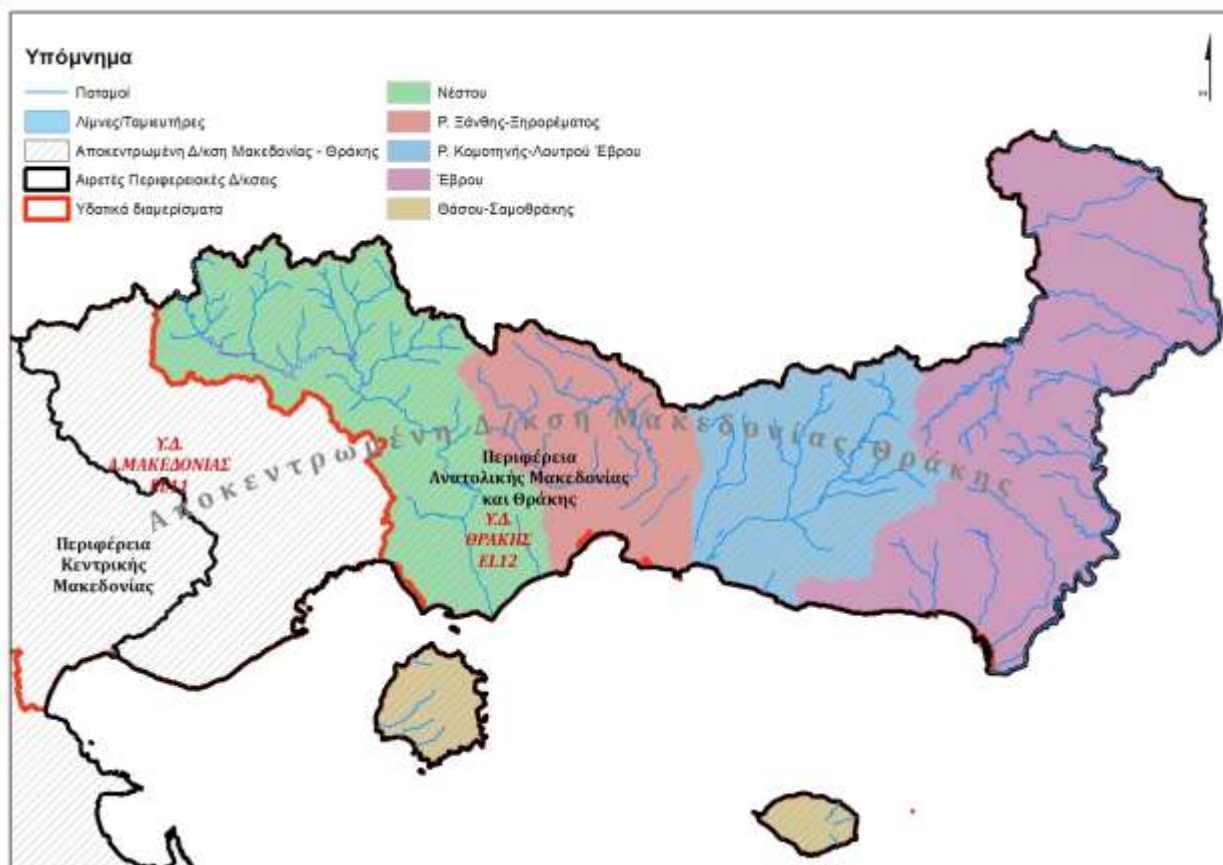 Υπόμνημα
Ποταμοί
Λίμνες/Ταμιευτήρες
Αποκεντρωμένη Δ/κση Μακεδονίας - Θράκης
Αιρετές Περιφερειακές Δ/κσεις
Υδατικά διαμερίσματα
Νέστου
Ρ. Ξάνθης-Ξηρορέματος
Ρ. Κομοτηνής-Λουτρού Έβρου
Έβρου
Θάσου-Σαμοθράκης
Αποκεντρωμένη Δ/κση Μακεδονίας Θράκης
Υ.Δ.
Α.ΜΑΚΕΔΟΝΙΑΣ
EL11
Περιφέρεια
Κεντρικής
Μακεδονίας
Περιφέρεια
Ανατολικής Μακεδονίας
και Θράκης
Υ.Δ.
ΘΡΑΚΗΣ
EL12